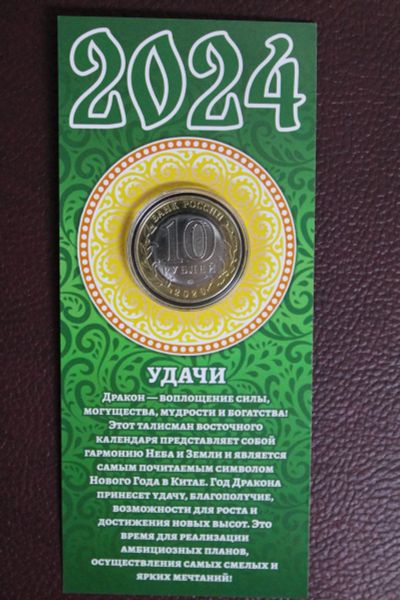 2024
БАНК РОССИИ
10
РУБЛЕЙ
УДАЧИ
ДРАКОН — ВОПЛОЩЕНИЕ СИЛЫ,
МОГУЩЕСТВА, МУДРОСТИ И БОГАТСТВА!
ЭТОТ ТАЛИСМАН ВОСТОЧНОГО
КАЛЕНДАРЯ ПРЕДСТАВЛЯЕТ СОБОЙ
ГАРМОНИЮ НЕБА И ЗЕМЛИ И ЯВЛЯЕТСЯ
САМЫМ ПОЧИТАЕМЫМ СИМВОЛОМ
НОВОГО ГОДА В КИТАЕ. ГОД ДРАКОНА
ПРИНЕСЕТ УДАЧУ, БЛАГОПОЛУЧИЕ,
ВОЗМОЖНОСТИ ДЛЯ РОСТА И
ДОСТИЖЕНИЯ НОВЫХ ВЫСОТ. ЭТО
ВРЕМЯ ДЛЯ РЕАЛИЗАЦИИ
АМБИЦИОЗНЫХ ПЛАНОВ,
ОСУЩЕСТВЛЕНИЯ САМЫХ СМЕЛЫХ И
ЯРКИХ МЕЧТАНИЙ!